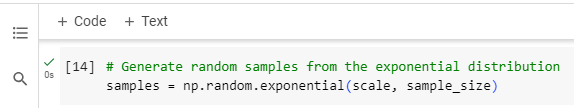 + Code + Text
[14] # Generate random samples from the exponential distribution
0s samples = np.random.exponential(scale, sample_size)